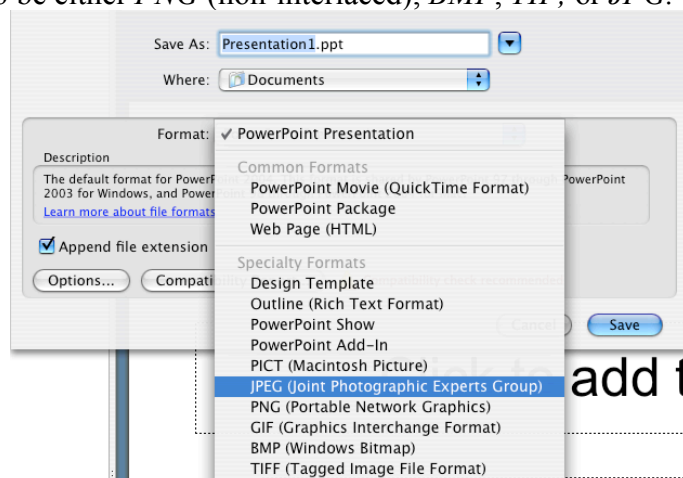 be either PNG (non-interlaced), BMP, TIF, or JPG.
Save As: Presentation1.ppt
Where: Documents
Format: ✓ PowerPoint Presentation
Description
The default format for PowerP
PowerPoint
2003 for Windows, and Power
Learn more about file formats
Common Formats
PowerPoint Movie (QuickTime Format)
PowerPoint Package
Web Page (HTML)
Append file extension
Options... Compati
Specialty Formats
Design Template
Outline (Rich Text Format)
PowerPoint Show
PowerPoint Add-In
PICT (Macintosh Picture)
JPEG (Joint Photographic Experts Group)
PNG (Portable Network Graphics)
GIF (Graphics Interchange Format)
BMP (Windows Bitmap)
TIFF (Tagged Image File Format)
Cancel Save
add t